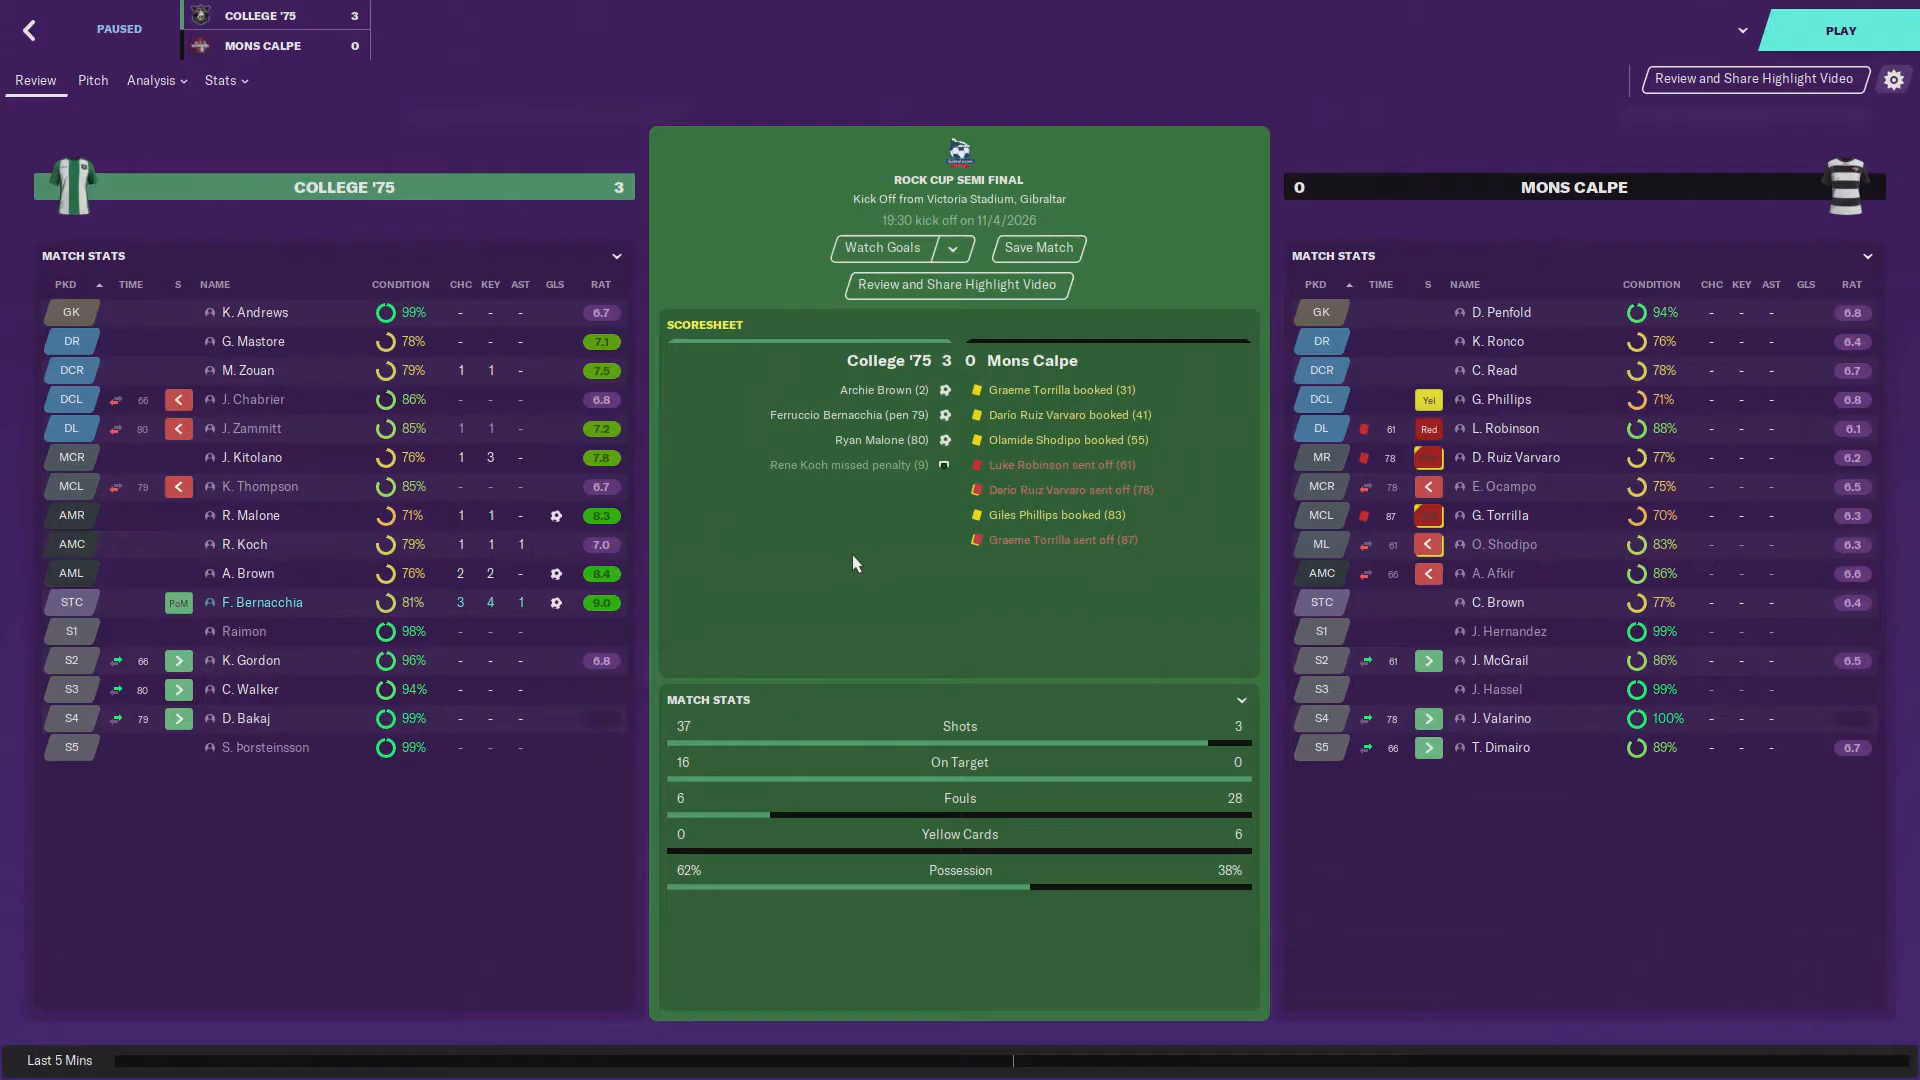 PAUSED
COLLEGE '75 3
MONS CALPE 0
PLAY
Review Pitch Analysis Stats
Review and Share Highlight Video
COLLEGE '75 3
MATCH STATS
PKD TIME S NAME CONDITION CHC KEY AST GLS RAT
GK K. Andrews 99% - - - 6.7
DR G. Mastore 78% - - - 7.1
DCR M. Zouan 79% 1 1 - 7.5
DCL 66 J. Chabrier 86% - - - 6.8
DL 80 J. Zammitt 85% 1 1 - 7.2
MCR J. Kitolano 76% 1 3 - 7.8
MCL 79 K. Thompson 85% - - - 6.7
AMR R. Malone 71% 1 1 - 8.3
AMC R. Koch 79% 1 1 1 7.0
AML A. Brown 76% 2 2 - 8.4
STC PoM F. Bernacchia 81% 3 4 1 9.0
S1 Raimon 98% - - -
S2 66 K. Gordon 96% - - - 6.8
S3 80 C. Walker 94% - - -
S4 79 D. Bakaj 99% - - -
S5 S. Þorsteinsson 99% - - -
ROCK CUP SEMI FINAL
Kick Off from Victoria Stadium, Gibraltar
19:30 kick off on 11/4/2026
Watch Goals Save Match
Review and Share Highlight Video
SCORESHEET
College '75 3 0 Mons Calpe
Archie Brown (2) Graeme Torrilla booked (31)
Ferruccio Bernacchia (pen 79) Darío Ruiz Varvaro booked (41)
Ryan Malone (80) Olamide Shodipo booked (55)
Rene Koch missed penalty (9) Luke Robinson sent off (61)
Darío Ruiz Varvaro sent off (78)
Giles Phillips booked (83)
Graeme Torrilla sent off (87)
MATCH STATS
37 Shots 3
16 On Target 0
6 Fouls 28
0 Yellow Cards 6
62% Possession 38%
0 MONS CALPE
MATCH STATS
PKD TIME S NAME CONDITION CHC KEY AST GLS RAT
GK D. Penfold 94% - - - 6.8
DR K. Ronco 76% - - - 6.4
DCR C. Read 78% - - - 6.7
DCL Yel G. Phillips 71% - - - 6.8
DL 61 Red L. Robinson 88% - - - 6.1
MR 78 D. Ruiz Varvaro 77% - - - 6.2
MCR 78 E. Ocampo 75% - - - 6.5
MCL 87 G. Torrilla 70% - - - 6.3
ML 61 O. Shodipo 83% - - - 6.3
AMC 66 A. Afkir 86% - - - 6.6
STC C. Brown 77% - - - 6.4
S1 J. Hernandez 99% - - -
S2 61 J. McGrail 86% - - - 6.5
S3 J. Hassel 99% - - -
S4 78 J. Valarino 100% - - -
S5 66 T. Dimairo 89% - - - 6.7
Last 5 Mins